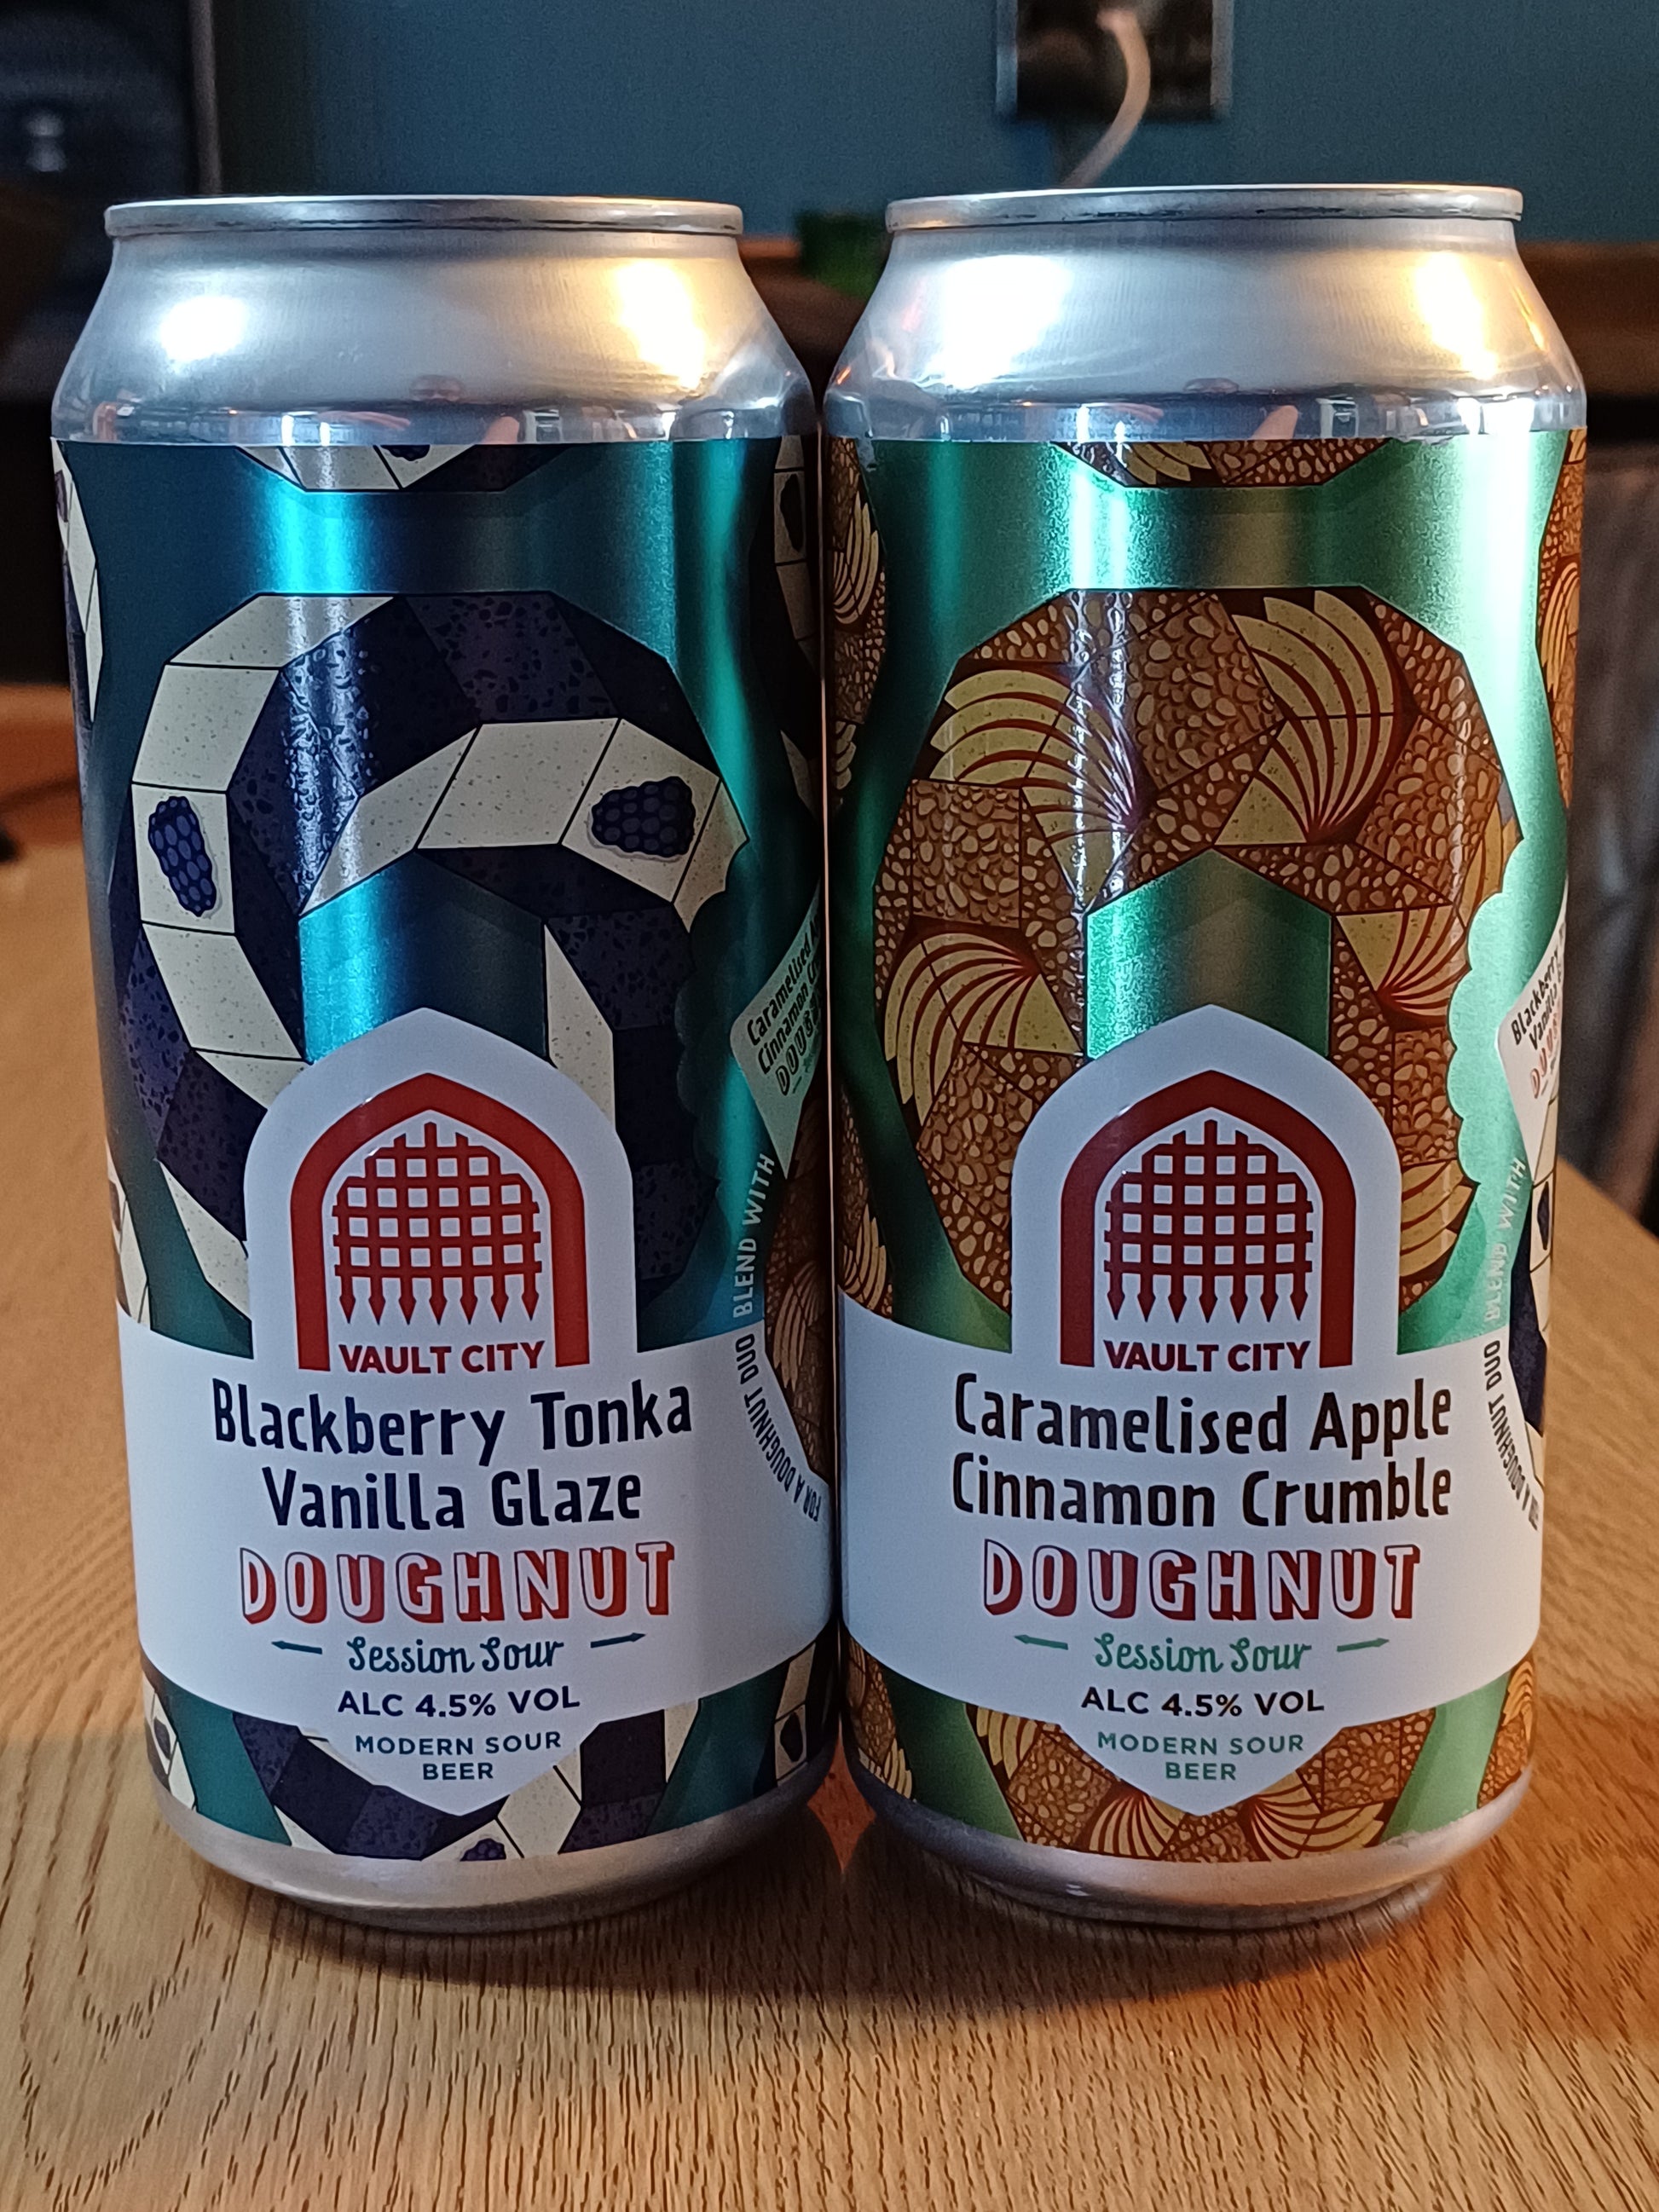 VAULT CITY
Blackberry Tonka
Vanilla Glaze
DOUGHNUT
Session Sour
ALC 4.5% VOL
MODERN SOUR
BEER
FOR A DOUGHNUT DUO BLEND WITH
Caramelised
Cinnamon
VAULT CITY
Caramelised Apple
Cinnamon Crumble
DOUGHNUT
Session Sour
ALC 4.5% VOL
MODERN SOUR
BEER
A DOUGHNUT DUO BLEND WITH
Blackberry
Vanilla